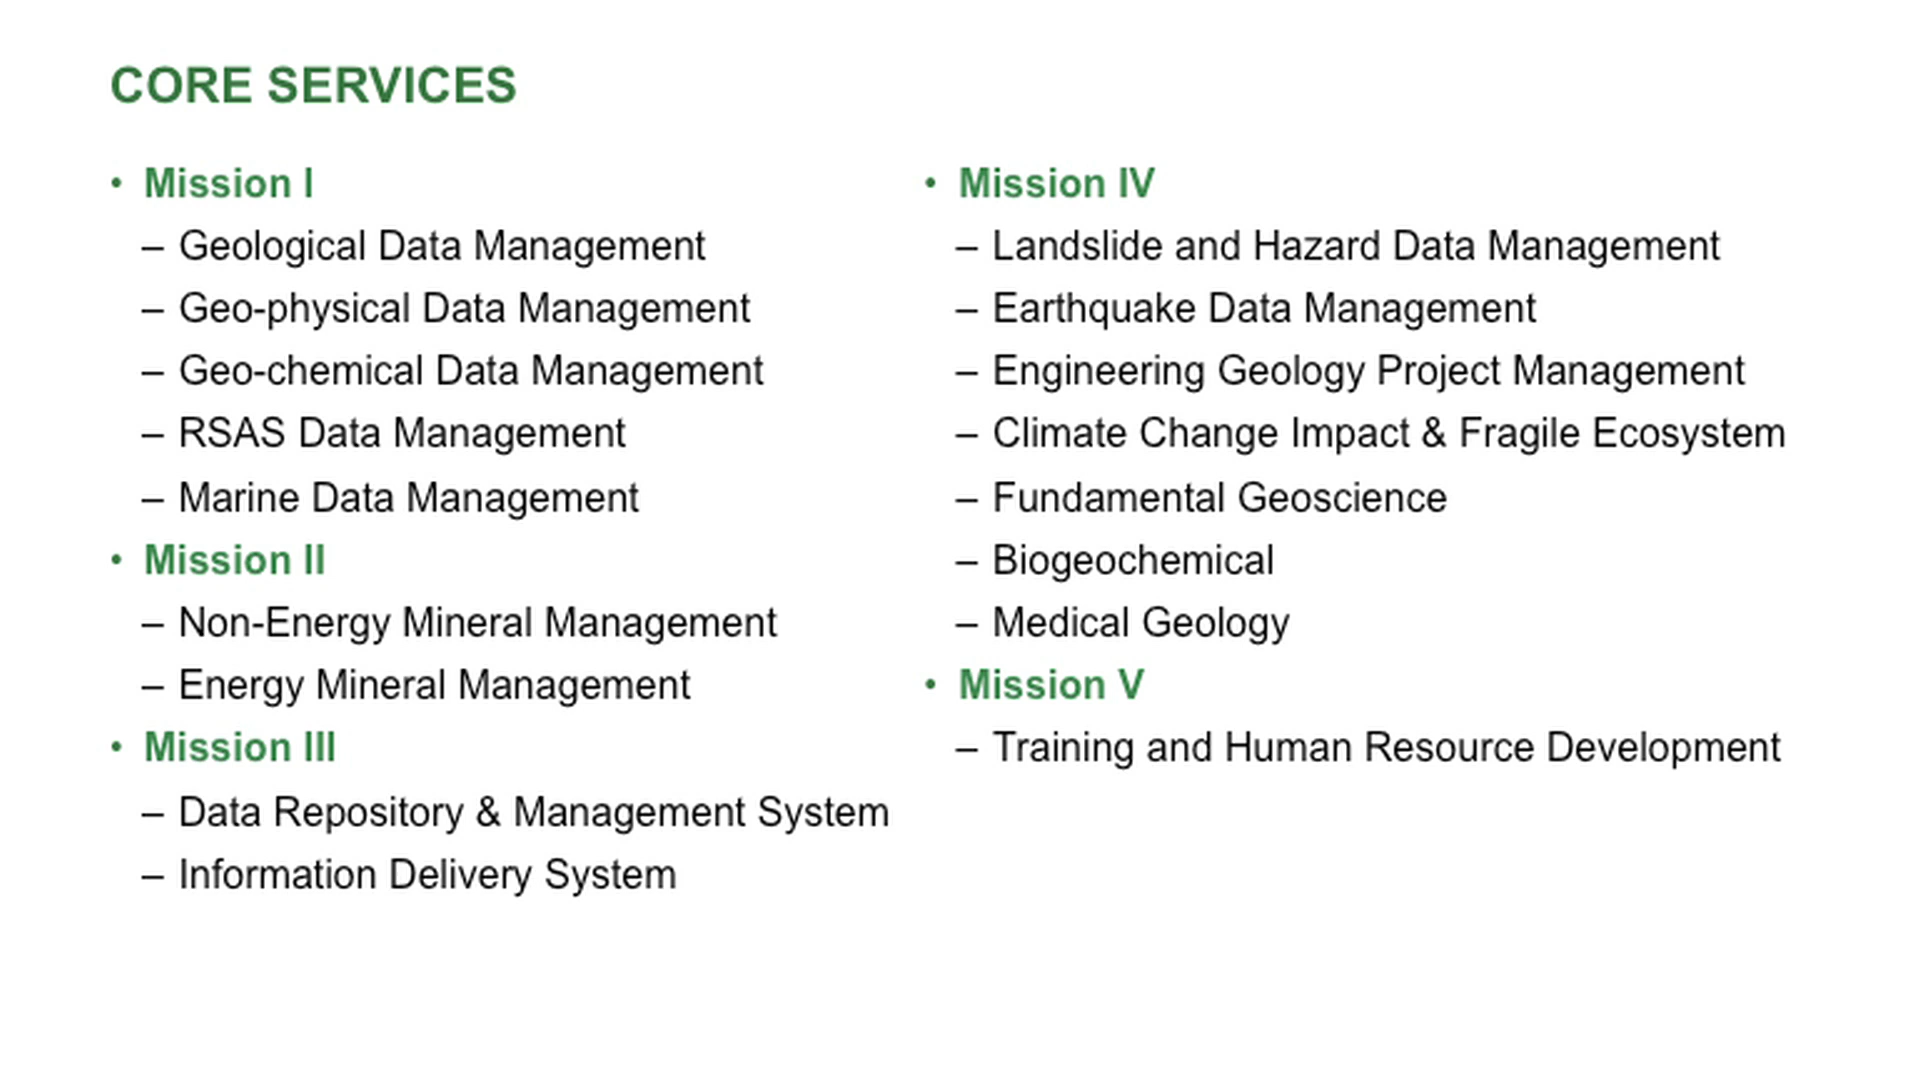 CORE SERVICES
• Mission I
– Geological Data Management
– Geo-physical Data Management
– Geo-chemical Data Management
– RSAS Data Management
– Marine Data Management
• Mission II
– Non-Energy Mineral Management
– Energy Mineral Management
• Mission III
– Data Repository & Management System
– Information Delivery System
• Mission IV
– Landslide and Hazard Data Management
– Earthquake Data Management
– Engineering Geology Project Management
– Climate Change Impact & Fragile Ecosystem
– Fundamental Geoscience
– Biogeochemical
– Medical Geology
• Mission V
– Training and Human Resource Development